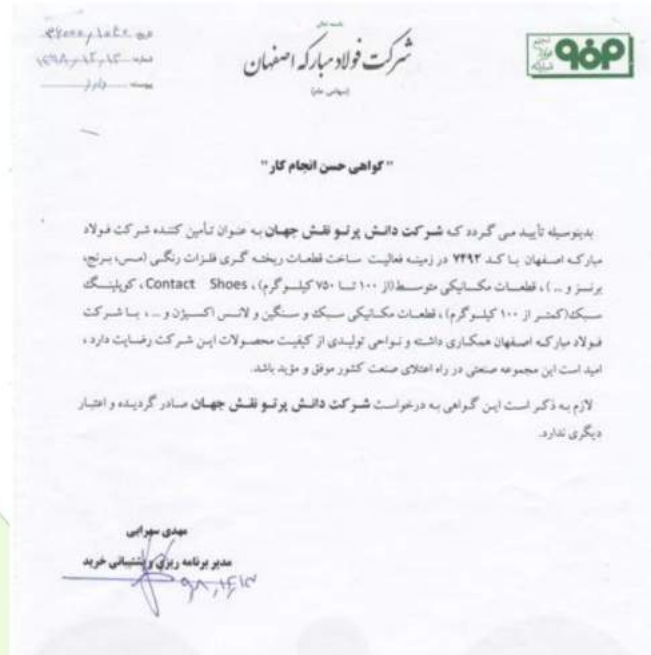 باسمه تعالی
شرکت فولاد مبارکه اصفهان
(سهامی عام)
شماره
پیوست
دارد
"گواهی حسن انجام کار"
بدینوسیله تأیید می گردد که شرکت دانش پرتو نقش جهان به عنوان تأمین کننده شرکت فولاد
مبارکه اصفهان با کد ۷۴۹۲ در زمینه فعالیت ساخت قطعات ریخته گری فلزات رنگی (مس، برنج،
برنز و ... )، قطعات مکانیکی متوسط(از ۱۰۰ تا ۷۵۰ کیلوگرم) ، Contact Shoes ، کوپلینگ
سبک(کمتر از ۱۰۰ کیلوگرم) ، قطعات مکانیکی سبک و سنگین و لانس اکسیژن و ... ، با شرکت
فولاد مبارکه اصفهان همکاری داشته و نواحی تولیدی از کیفیت محصولات این شرکت رضایت دارد ،
امید است این مجموعه صنعتی در راه اعتلای صنعت کشور موفق و مؤید باشد.
لازم به ذکر است این گواهی به درخواست شرکت دانش پرتو نقش جهان صادر گردیده و اعتبار
دیگری ندارد.
مهدی سهرابی
مدیر برنامه ریزی و پشتیبانی خرید